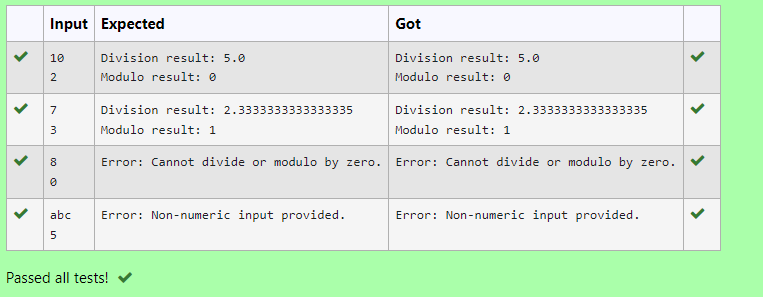 Input Expected Got
10 Division result: 5.0 Division result: 5.0
2 Modulo result: 0 Modulo result: 0
7 Division result: 2.3333333333333335 Division result: 2.3333333333333335
3 Modulo result: 1 Modulo result: 1
8 Error: Cannot divide or modulo by zero. Error: Cannot divide or modulo by zero.
0
abc Error: Non-numeric input provided. Error: Non-numeric input provided.
5
Passed all tests!